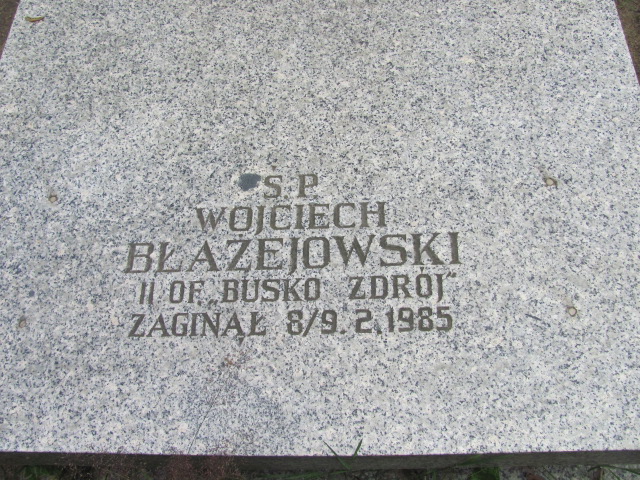 Ś P
WOJCIECH
BŁAŻEJOWSKI
II OF. „BUSKO ZDRÓJ”
ZAGINĄŁ 8/9.2.1985